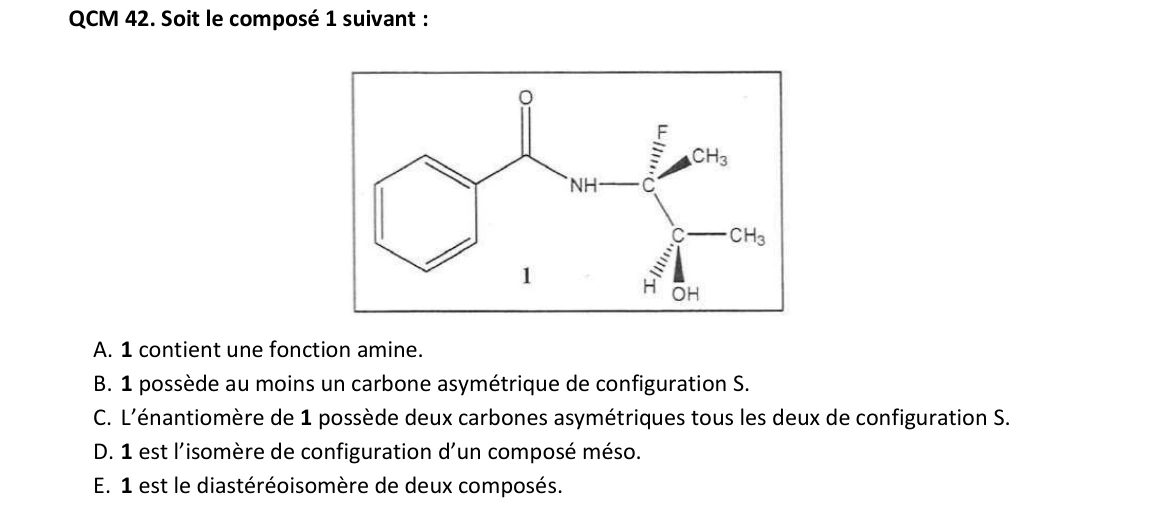 QCM 42. Soit le composé 1 suivant :
O
F
CH3
NH
C
C
CH3
H
OH
1
A. 1 contient une fonction amine.
B. 1 possède au moins un carbone asymétrique de configuration S.
C. L’énantiomère de 1 possède deux carbones asymétriques tous les deux de configuration S.
D. 1 est l’isomère de configuration d’un composé méso.
E. 1 est le diastéréoisomère de deux composés.